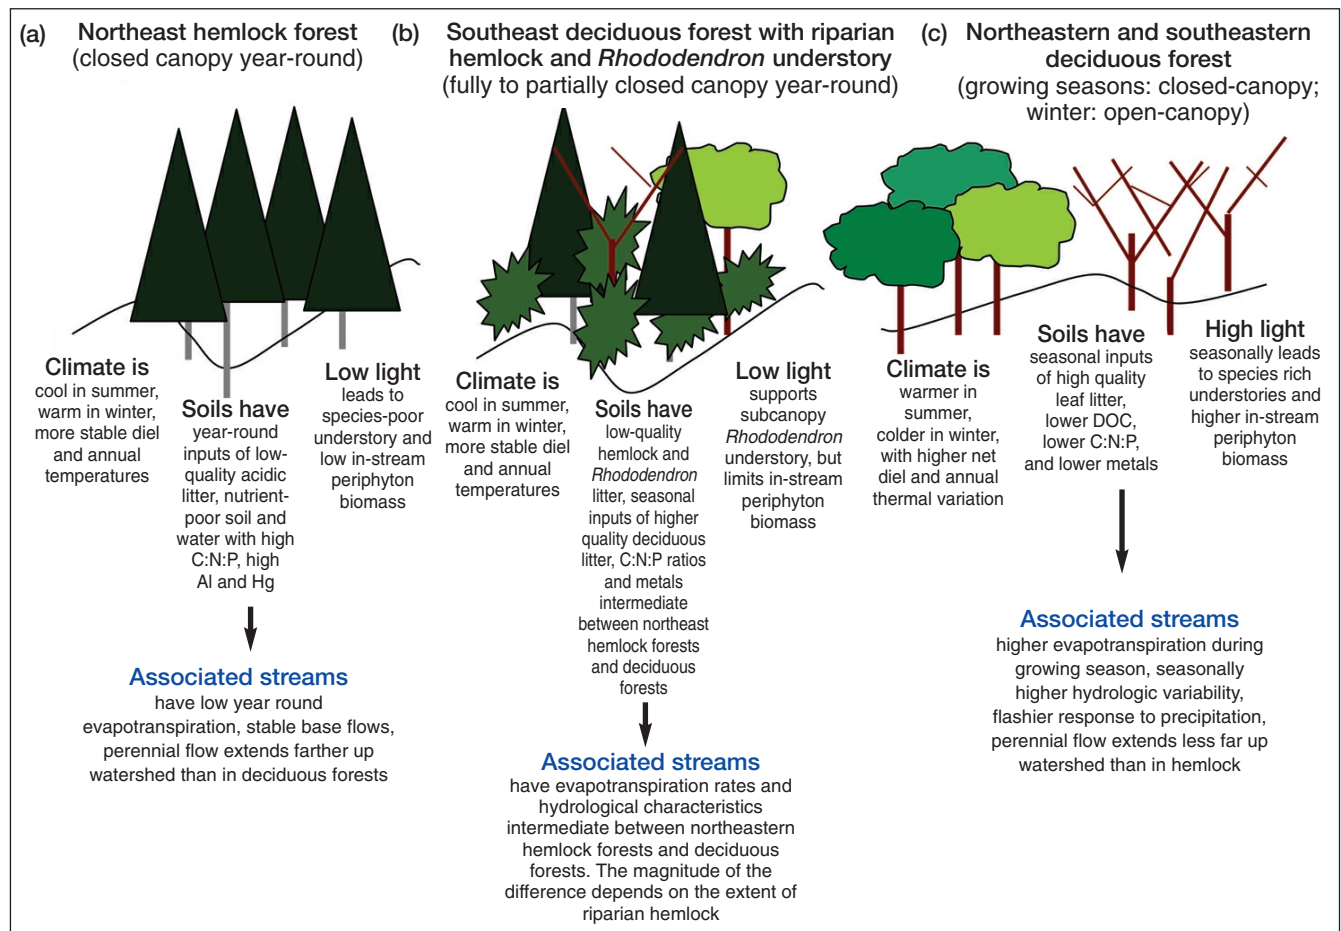 (a)
Northeast hemlock forest
(closed canopy year-round)
Climate is
cool in summer,
warm in winter,
more stable diel
and annual
temperatures
Soils have
year-round
inputs of low-
quality acidic
litter, nutrient-
poor soil and
water with high
C:N:P, high
Al and Hg
Low light
leads to
species-poor
understory and
low in-stream
periphyton
biomass
Associated streams
have low year round
evapotranspiration, stable base flows,
perennial flow extends farther up
watershed than in deciduous forests
(b)
Southeast deciduous forest with riparian
hemlock and Rhododendron understory
(fully to partially closed canopy year-round)
Climate is
cool in summer,
warm in winter,
more stable diel
and annual
temperatures
Soils have
low-quality
hemlock and
Rhododendron
litter, seasonal
inputs of higher
quality deciduous
litter, C:N:P ratios
and metals
intermediate
between northeast
hemlock forests
and deciduous
forests
Low light
supports
subcanopy
Rhododendron
understory, but
limits in-stream
periphyton
biomass
Associated streams
have evapotranspiration rates and
hydrological characteristics
intermediate between northeastern
hemlock forests and deciduous
forests. The magnitude of the
difference depends on the extent of
riparian hemlock
(c)
Northeastern and southeastern
deciduous forest
(growing seasons: closed-canopy;
winter: open-canopy)
Climate is
warmer in
summer,
colder in winter,
with higher net
diel and annual
thermal variation
Soils have
seasonal inputs
of high quality
leaf litter,
lower DOC,
lower C:N:P,
and lower metals
High light
seasonally leads
to species rich
understories and
higher in-stream
periphyton
biomass
Associated streams
higher evapotranspiration during
growing season, seasonally
higher hydrologic variability,
flashier response to precipitation,
perennial flow extends less far up
watershed than in hemlock